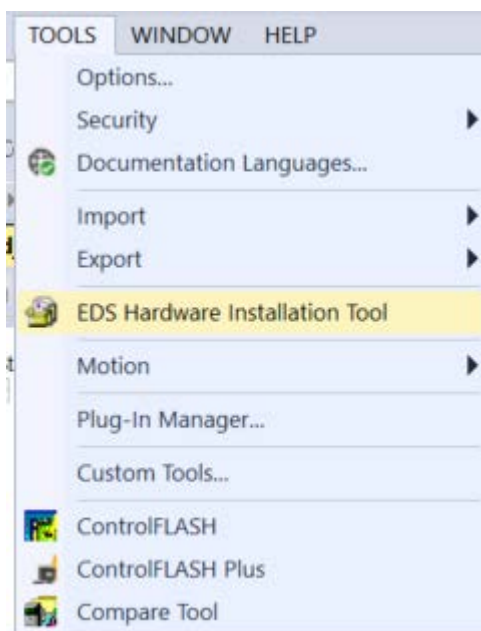 TOOLS WINDOW HELP
Options...
Security
Documentation Languages...
Import
Export
EDS Hardware Installation Tool
Motion
Plug-In Manager...
Custom Tools...
ControlFLASH
ControlFLASH Plus
Compare Tool